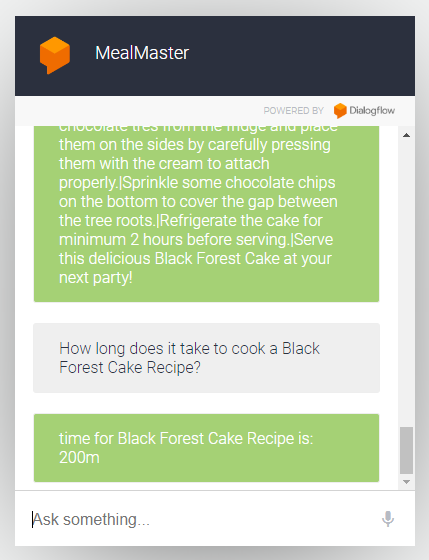 MealMaster
POWERED BY Dialogflow
chocolate tres from the fridge and place
them on the sides by carefully pressing
them with the cream to attach
properly.|Sprinkle some chocolate chips
on the bottom to cover the gap between
the tree roots.|Refrigerate the cake for
minimum 2 hours before serving.|Serve
this delicious Black Forest Cake at your
next party!
How long does it take to cook a Black
Forest Cake Recipe?
time for Black Forest Cake Recipe is:
200m
Ask something...